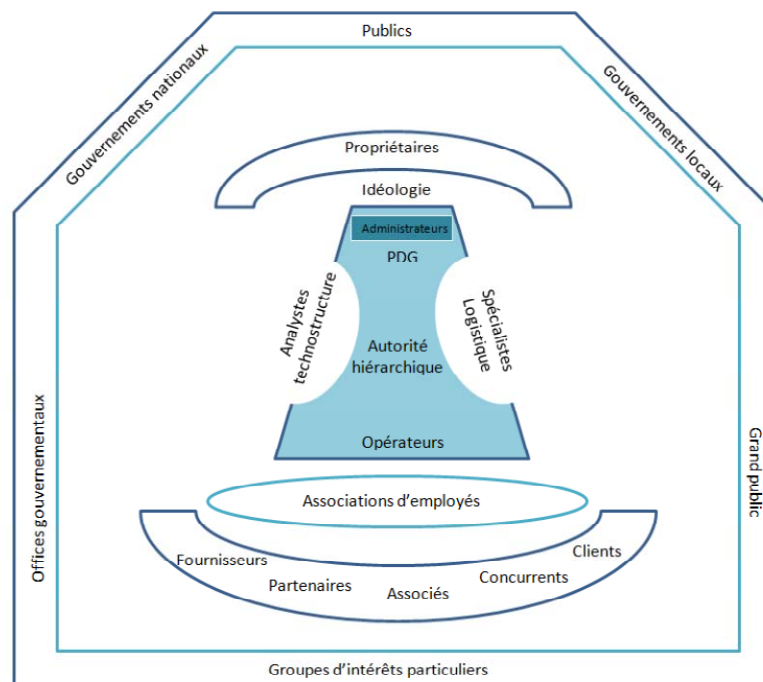 Publics
Gouvernements nationaux
Gouvernements locaux
Propriétaires
Idéologie
Administrateurs
PDG
Analystes
technostructure
Spécialistes
Logistique
Autorité
hiérarchique
Opérateurs
Associations d'employés
Fournisseurs
Partenaires
Associés
Concurrents
Clients
Offices gouvernementaux
Grand public
Groupes d'intérêts particuliers